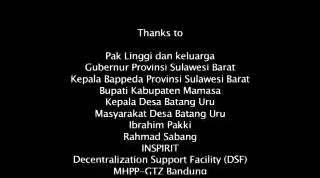 Thanks to
Pak Linggi dan keluarga
Gubernur Provinsi Sulawesi Barat
Kepala Bappeda Provinsi Sulawesi Barat
Bupati Kabupaten Mamasa
Kepala Desa Batang Uru
Masyarakat Desa Batang Uru
Ibrahim Pakki
Rahmad Sabang
INSPIRIT
Decentralization Support Facility (DSF)
MHPP-GTZ Bandung